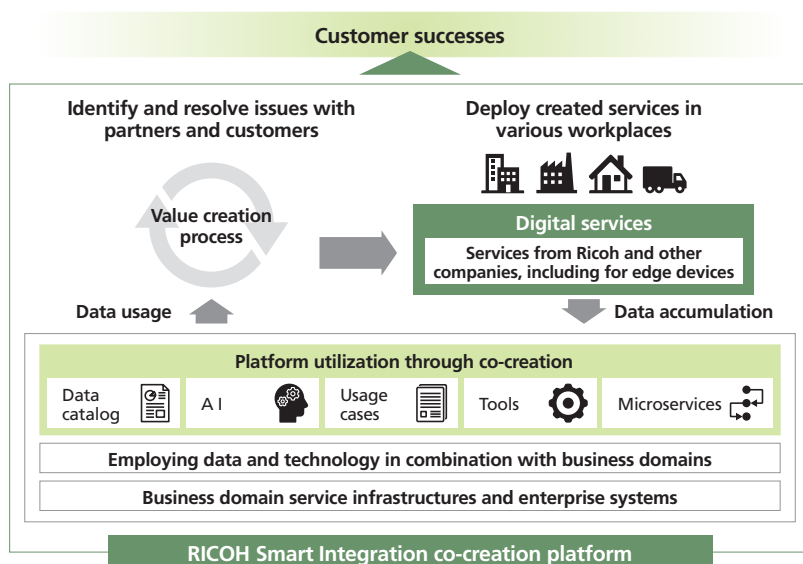 Customer successes
Identify and resolve issues with
partners and customers
Deploy created services in
various workplaces
Value creation
process
Digital services
Services from Ricoh and other
companies, including for edge devices
Data usage
Data accumulation
Platform utilization through co-creation
Data
catalog
A I
Usage
cases
Tools
Microservices
Employing data and technology in combination with business domains
Business domain service infrastructures and enterprise systems
RICOH Smart Integration co-creation platform